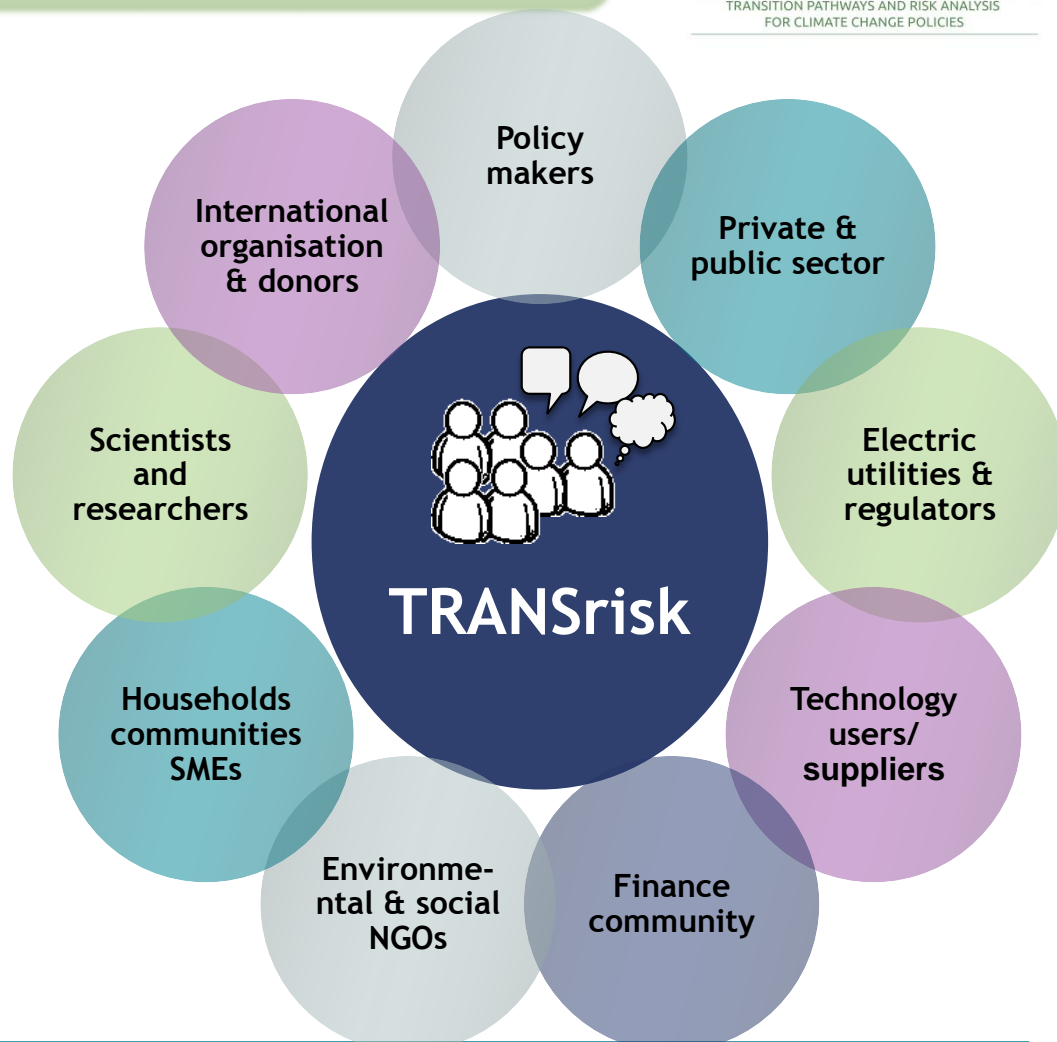 TRANSITION PATHWAYS AND RISK ANALYSIS
FOR CLIMATE CHANGE POLICIES
Policy
makers
Private &
public sector
International
organisation
& donors
Electric
utilities &
regulators
Scientists
and
researchers
TRANSrisk
Technology
users/
suppliers
Households
communities
SMEs
Finance
community
Environme-
ntal & social
NGOs